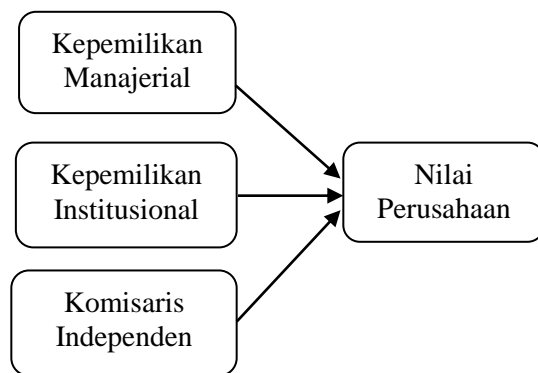 Kepemilikan
Manajerial
Kepemilikan
Institusional
Nilai
Perusahaan
Komisaris
Independen